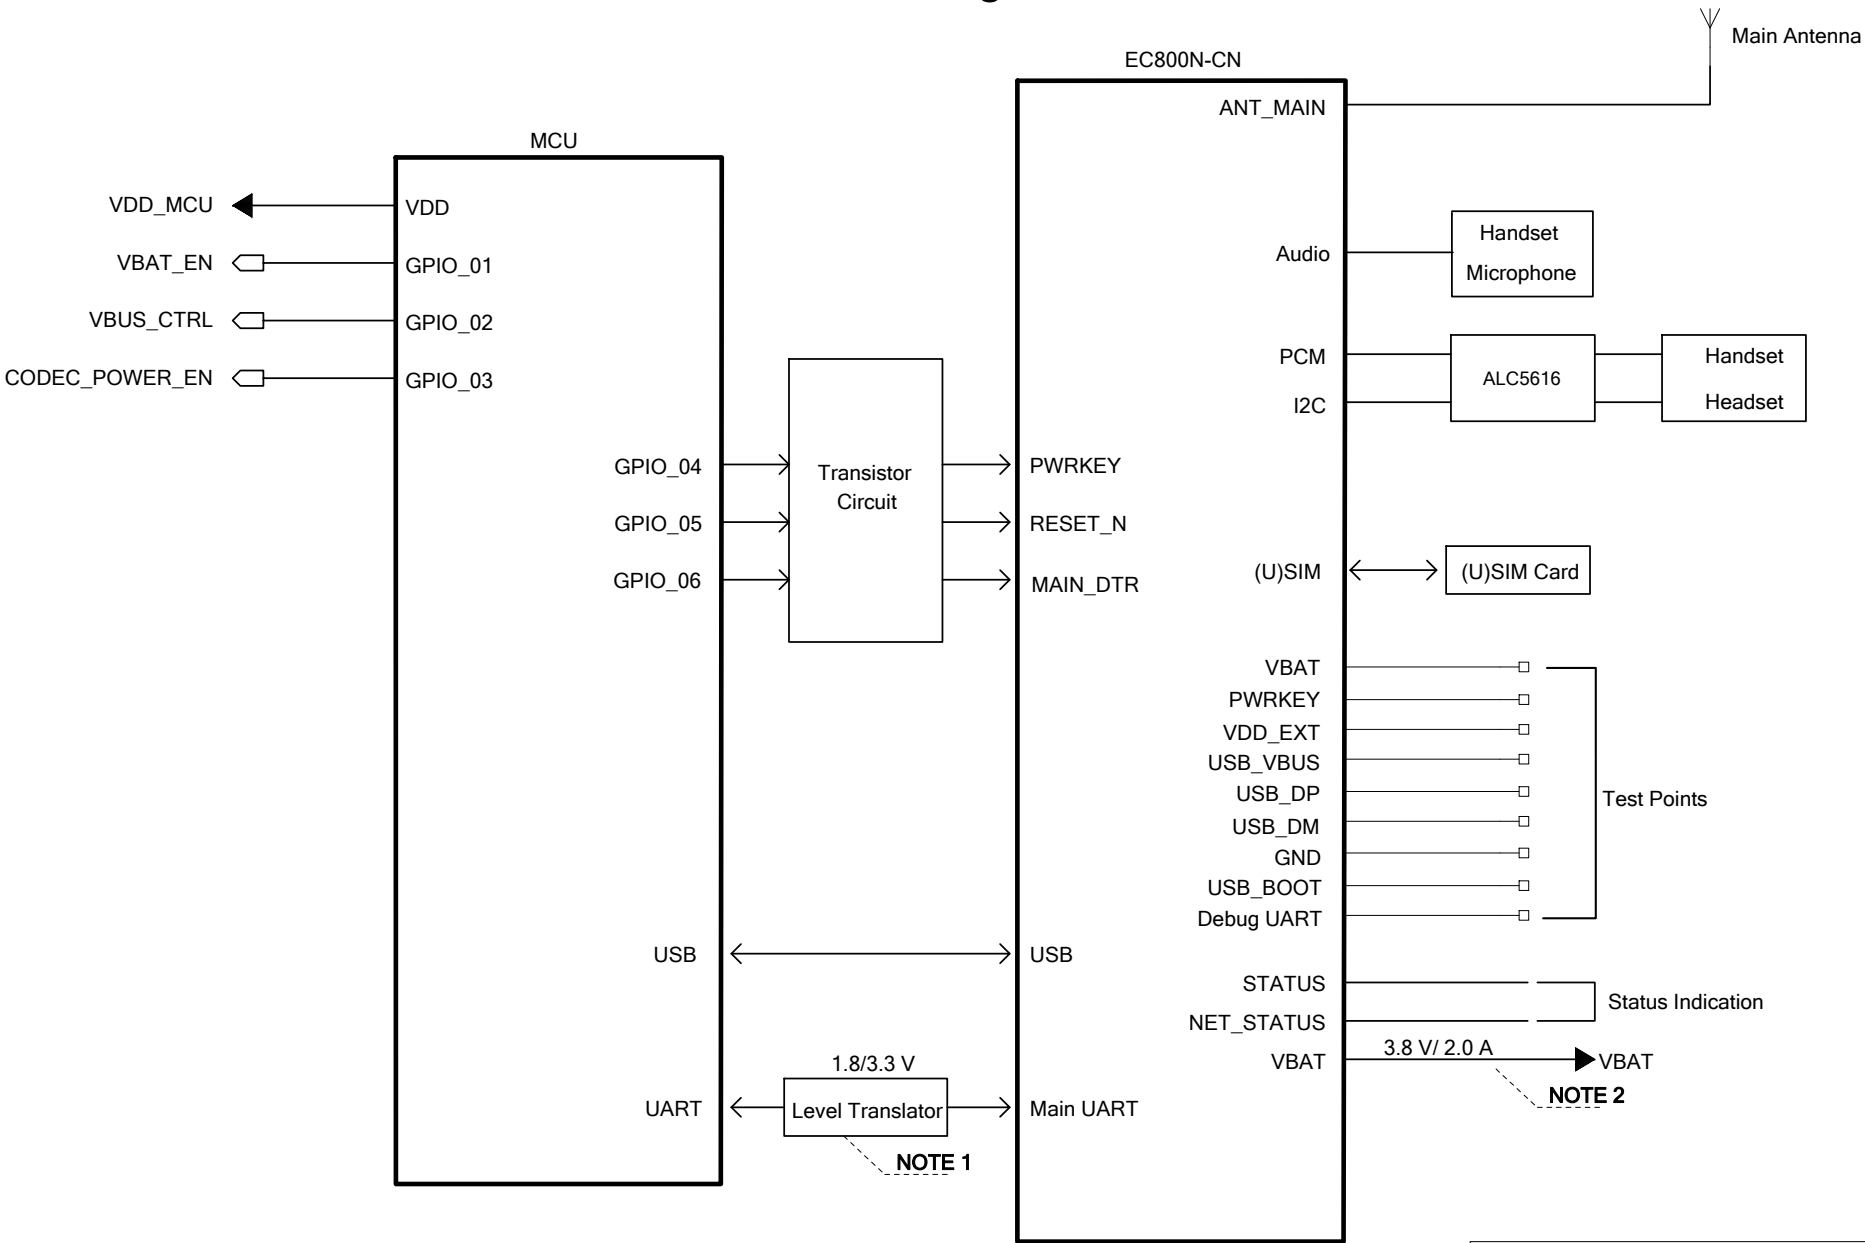 Main Antenna
EC800N-CN
ANT_MAIN
MCU
VDD_MCU
VDD
VBAT_EN
GPIO_01
VBUS_CTRL
GPIO_02
CODEC_POWER_EN
GPIO_03
Audio
Handset
Microphone
PCM
I2C
ALC5616
Handset
Headset
GPIO_04
GPIO_05
GPIO_06
Transistor
Circuit
PWRKEY
RESET_N
MAIN_DTR
(U)SIM
(U)SIM Card
VBAT
PWRKEY
VDD_EXT
USB_VBUS
USB_DP
USB_DM
GND
USB_BOOT
Debug UART
Test Points
USB
USB
STATUS
NET_STATUS
Status Indication
VBAT
3.8 V/ 2.0 A
VBAT
NOTE 2
1.8/3.3 V
UART
Level Translator
Main UART
NOTE 1